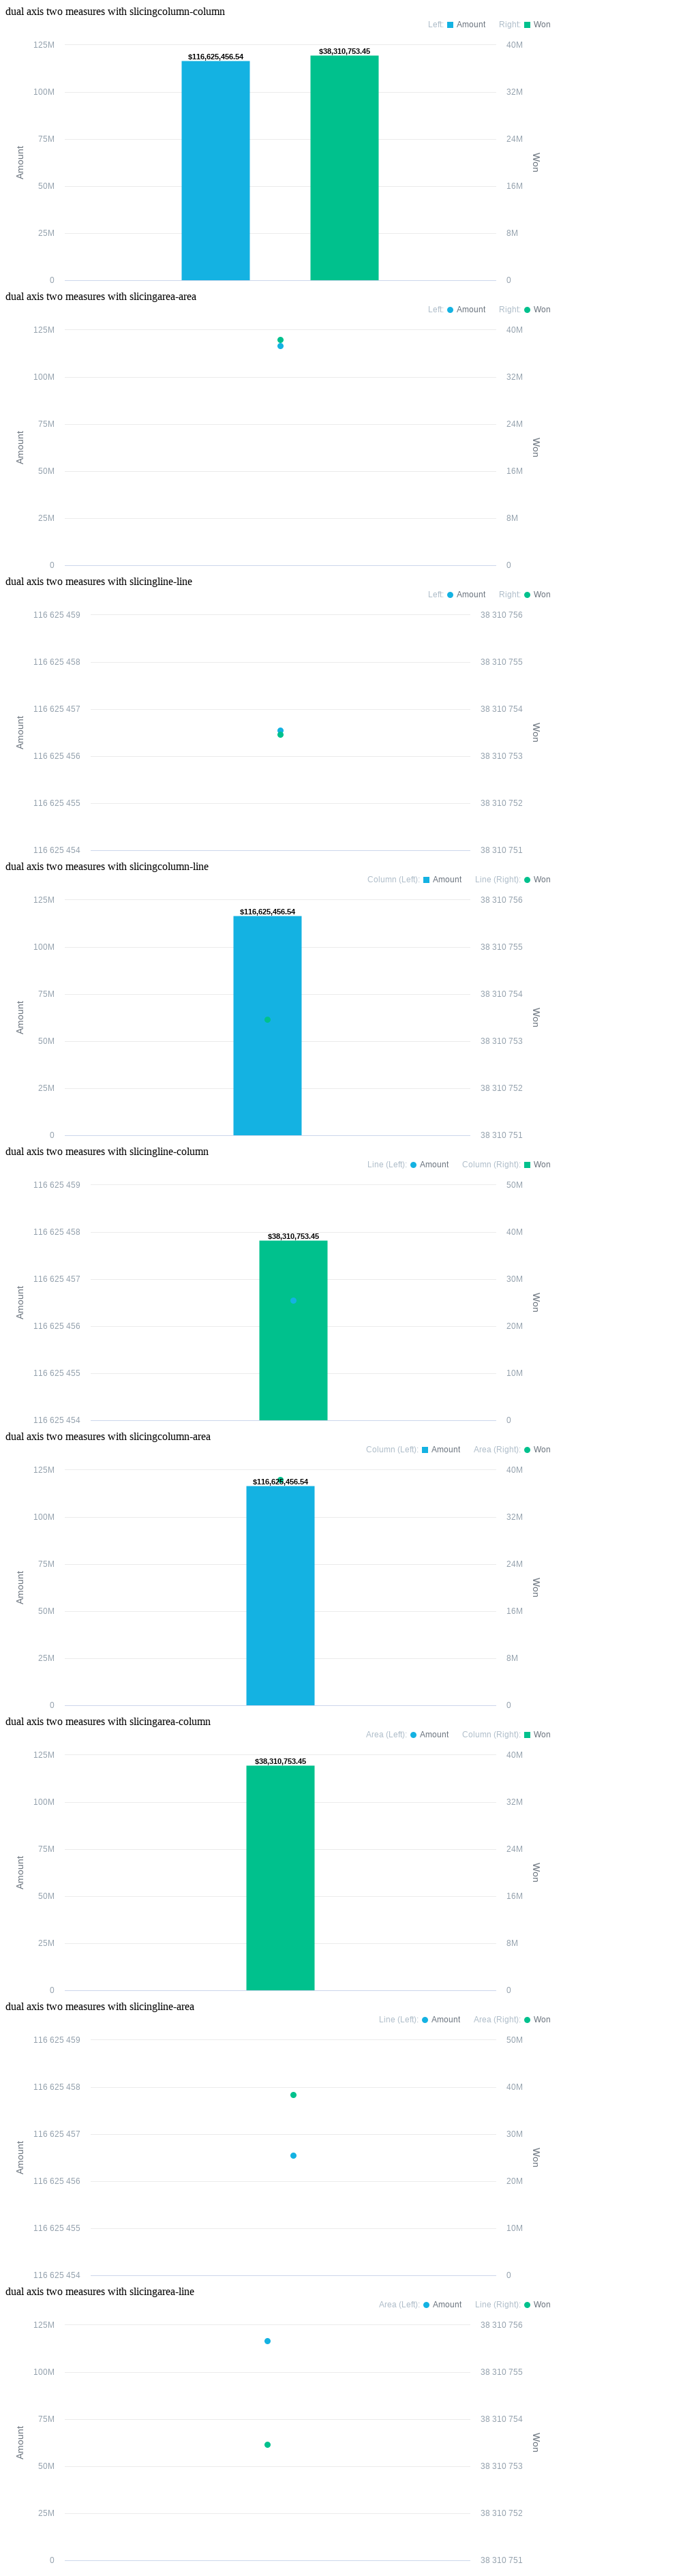 dual axis two measures with slicingcolumn-column
Left: Amount Right: Won
125M 40M
$116,625,456.54 $38,310,753.45
100M 32M
75M 24M
Amount Won
50M 16M
25M 8M
0 0
dual axis two measures with slicingarea-area
Left: Amount Right: Won
125M 40M
100M 32M
75M 24M
Amount Won
50M 16M
25M 8M
0 0
dual axis two measures with slicingline-line
Left: Amount Right: Won
116 625 459 38 310 756
116 625 458 38 310 755
116 625 457 38 310 754
Amount Won
116 625 456 38 310 753
116 625 455 38 310 752
116 625 454 38 310 751
dual axis two measures with slicingcolumn-line
Column (Left): Amount Line (Right): Won
125M 38 310 756
$116,625,456.54
100M 38 310 755
75M 38 310 754
Amount Won
50M 38 310 753
25M 38 310 752
0 38 310 751
dual axis two measures with slicingline-column
Line (Left): Amount Column (Right): Won
116 625 459 50M
116 625 458 40M
$38,310,753.45
116 625 457 30M
Amount Won
116 625 456 20M
116 625 455 10M
116 625 454 0
dual axis two measures with slicingcolumn-area
Column (Left): Amount Area (Right): Won
125M 40M
$116,625,456.54
100M 32M
75M 24M
Amount Won
50M 16M
25M 8M
0 0
dual axis two measures with slicingarea-column
Area (Left): Amount Column (Right): Won
125M 40M
$38,310,753.45
100M 32M
75M 24M
Amount Won
50M 16M
25M 8M
0 0
dual axis two measures with slicingline-area
Line (Left): Amount Area (Right): Won
116 625 459 50M
116 625 458 40M
116 625 457 30M
Amount Won
116 625 456 20M
116 625 455 10M
116 625 454 0
dual axis two measures with slicingarea-line
Area (Left): Amount Line (Right): Won
125M 38 310 756
100M 38 310 755
75M 38 310 754
Amount Won
50M 38 310 753
25M 38 310 752
0 38 310 751